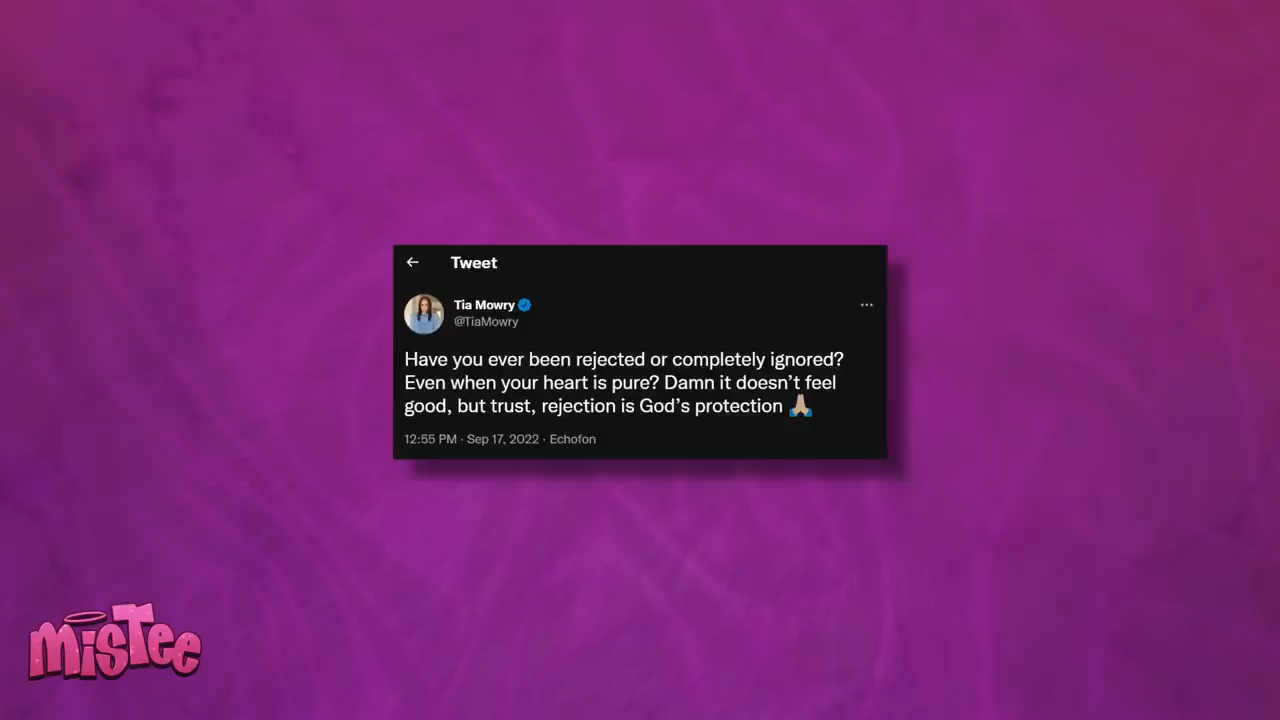 Tweet
Tia Mowry
@TiaMowry
Have you ever been rejected or completely ignored?
Even when your heart is pure? Damn it doesn’t feel
good, but trust, rejection is God’s protection 🙏🏼
12:55 PM · Sep 17, 2022 · Echofon
MisTee